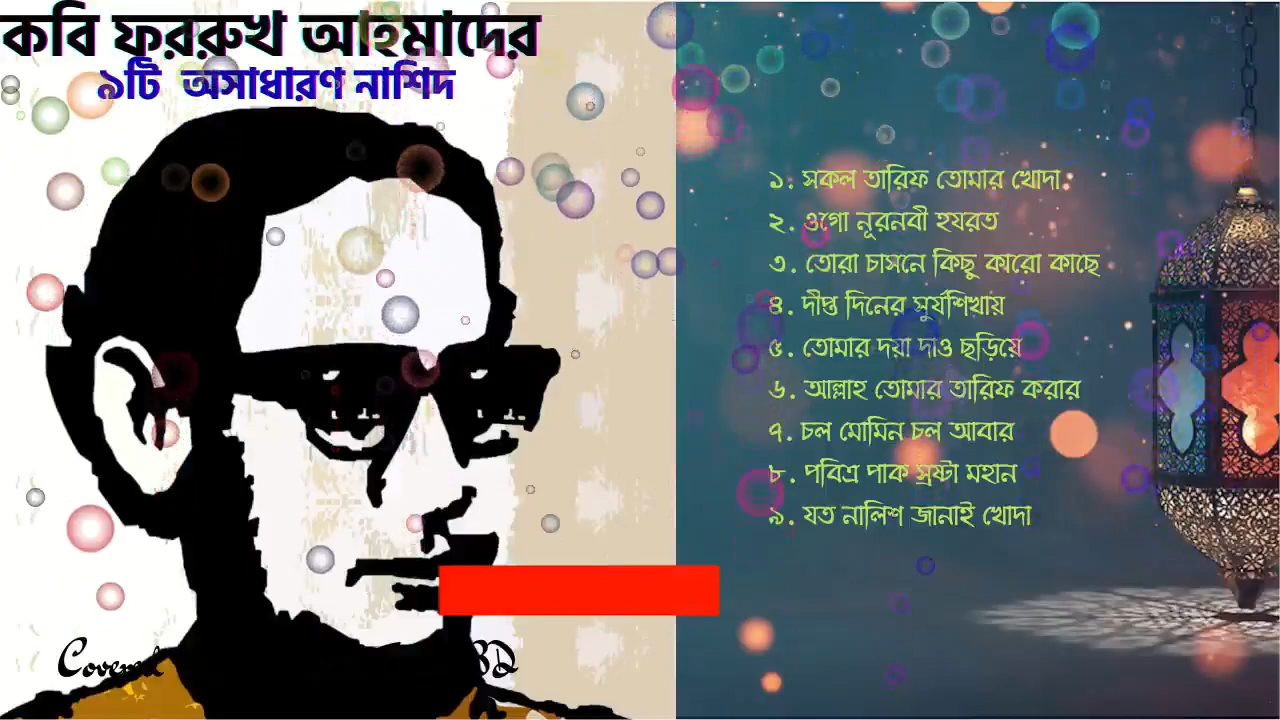 কবি ফররুখ আহমাদের
৯টি অসাধারণ নাশিদ
১. সকল তারিফ তোমার খোদা
২. ওগো নূরনবী হযরত
৩. তোরা চাসনে কিছু কারো কাছে
৪. দীপ্ত দিনের সুর্যশিখায়
৫. তোমার দয়া দাও ছড়িয়ে
৬. আল্লাহ তোমার তারিফ করার
৭. চল মোমিন চল আবার
৮. পবিত্র পাক স্রষ্টা মহান
৯. যত নালিশ জানাই খোদা
Covered